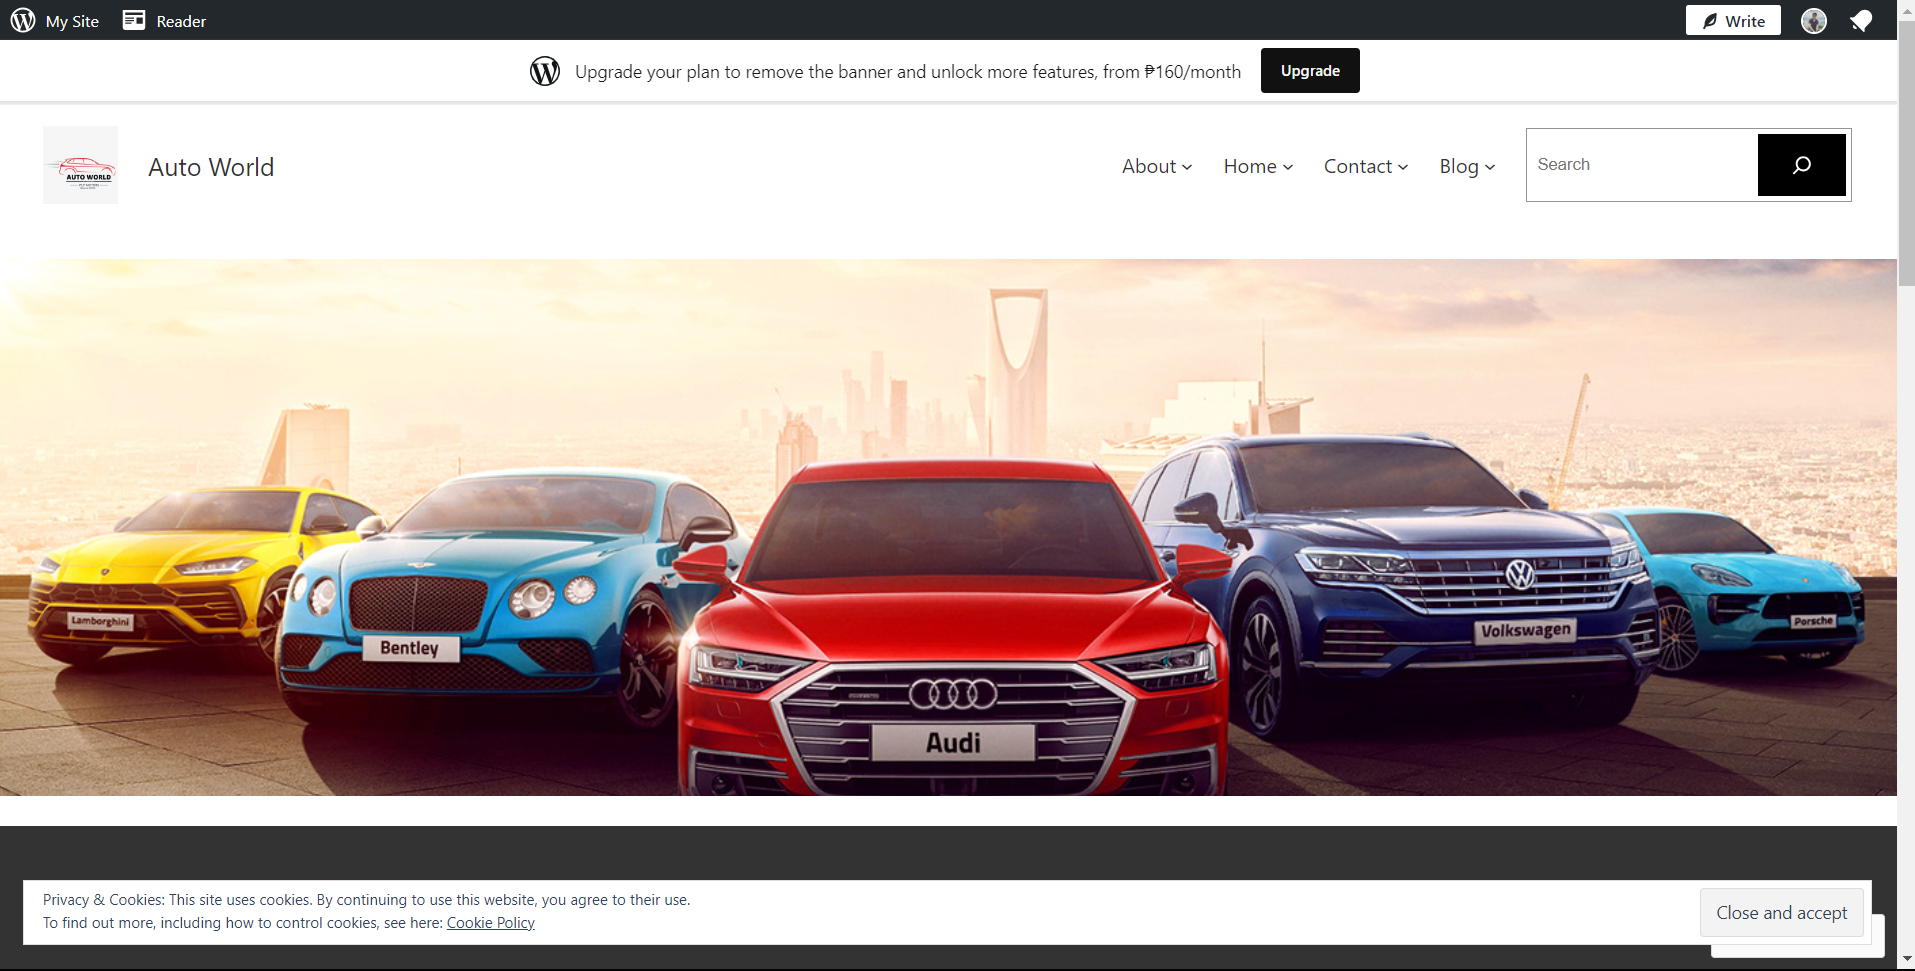 My Site
Reader
Write
Upgrade your plan to remove the banner and unlock more features, from ₱160/month
Upgrade
AUTO WORLD
Auto World
About
Home
Contact
Blog
Search
Lamborghini
Bentley
Audi
Volkswagen
Porsche
Privacy & Cookies: This site uses cookies. By continuing to use this website, you agree to their use.
To find out more, including how to control cookies, see here: Cookie Policy
Close and accept